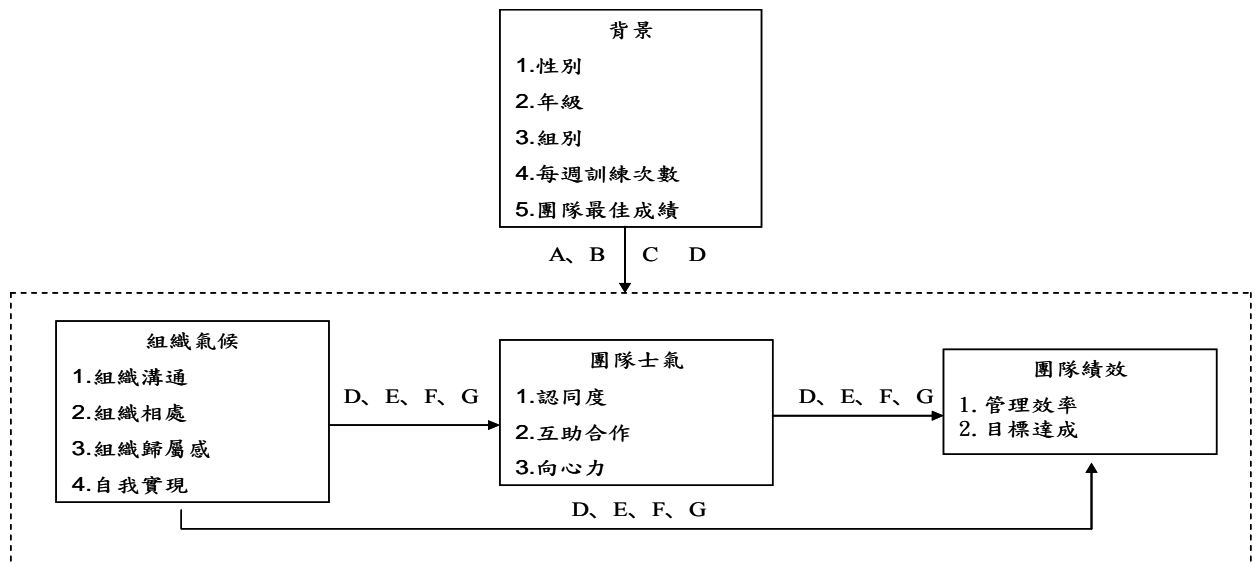 背景
1.性別
2.年級
3.組別
4.每週訓練次數
5.團隊最佳成績
A、B C D
組織氣候
1.組織溝通
2.組織相處
3.組織歸屬感
4.自我實現
D、E、F、G
團隊士氣
1.認同度
2.互助合作
3.向心力
D、E、F、G
團隊績效
1. 管理效率
2. 目標達成
D、E、F、G